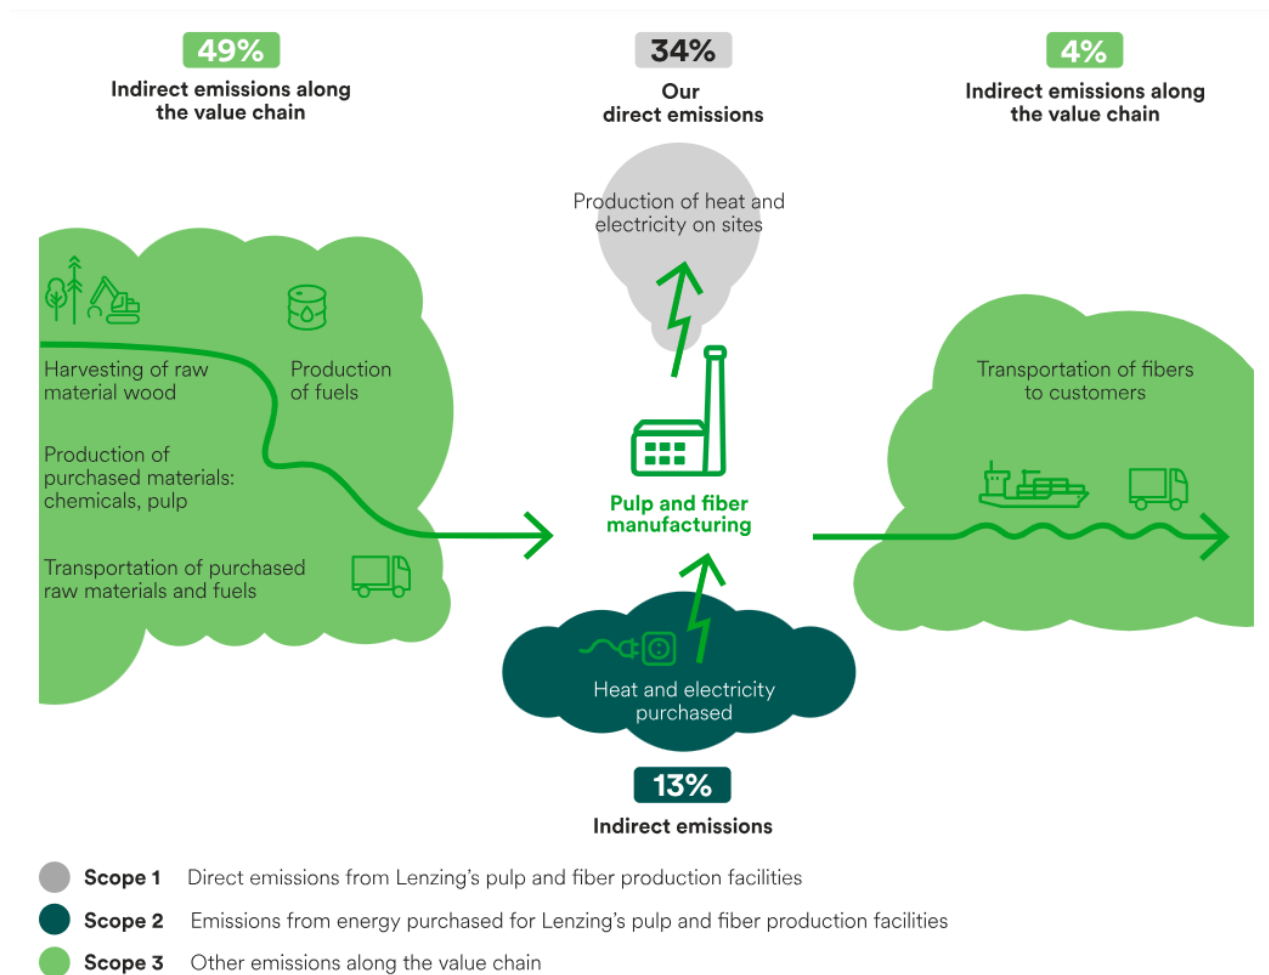 49%
Indirect emissions along
the value chain
34%
Our
direct emissions
4%
Indirect emissions along
the value chain
Production of heat and
electricity on sites
Harvesting of raw
material wood
Production
of fuels
Production of
purchased materials:
chemicals, pulp
Transportation of purchased
raw materials and fuels
Pulp and fiber
manufacturing
Transportation of fibers
to customers
Heat and electricity
purchased
13%
Indirect emissions
Scope 1 Direct emissions from Lenzing's pulp and fiber production facilities
Scope 2 Emissions from energy purchased for Lenzing's pulp and fiber production facilities
Scope 3 Other emissions along the value chain